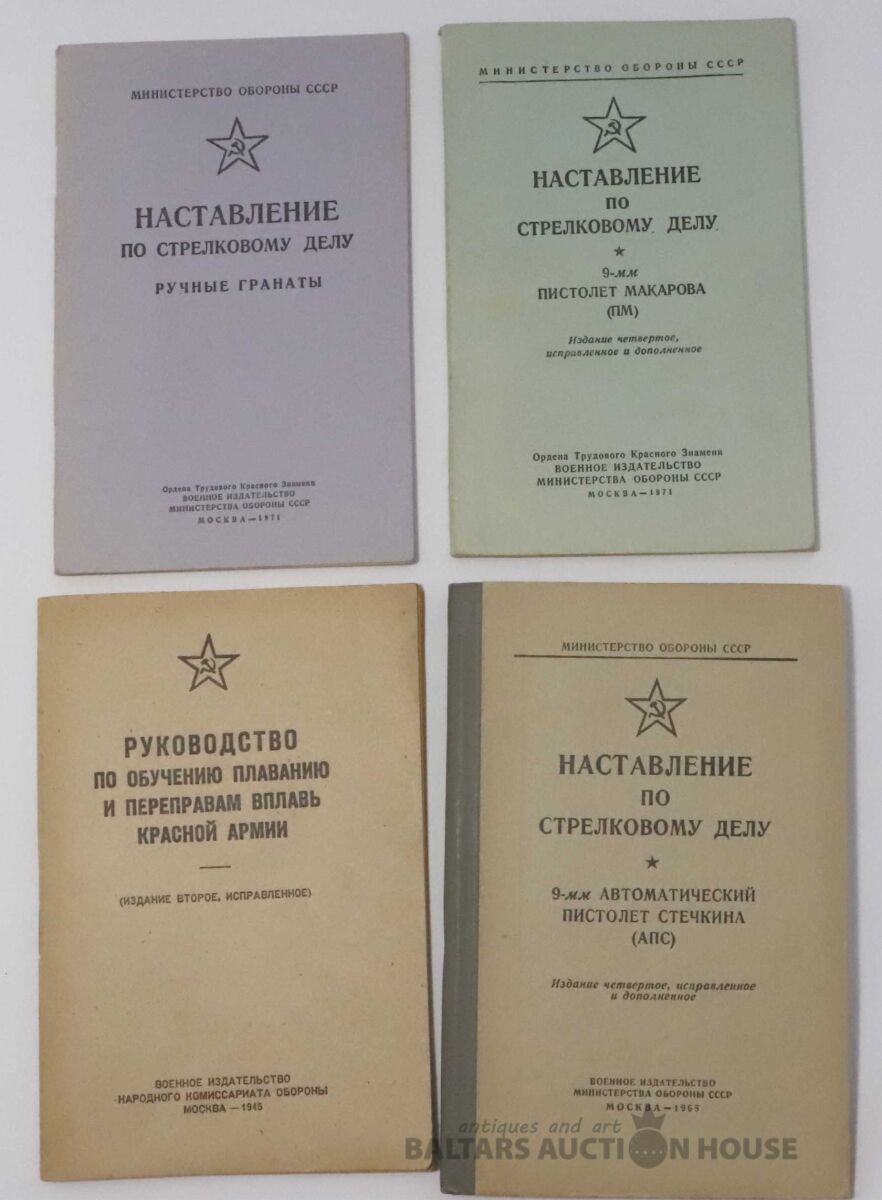 МИНИСТЕРСТВО ОБОРОНЫ СССР
НАСТАВЛЕНИЕ
ПО СТРЕЛКОВОМУ ДЕЛУ
РУЧНЫЕ ГРАНАТЫ
Ордена Трудового Красного Знамени
ВОЕННОЕ ИЗДАТЕЛЬСТВО
МИНИСТЕРСТВА ОБОРОНЫ СССР
МОСКВА — 1971
МИНИСТЕРСТВО ОБОРОНЫ СССР
НАСТАВЛЕНИЕ
ПО
СТРЕЛКОВОМУ ДЕЛУ
9-мм
ПИСТОЛЕТ МАКАРОВА
(ПМ)
Издание четвертое,
исправленное и дополненное
Ордена Трудового Красного Знамени
ВОЕННОЕ ИЗДАТЕЛЬСТВО
МИНИСТЕРСТВА ОБОРОНЫ СССР
МОСКВА — 1971
РУКОВОДСТВО
ПО ОБУЧЕНИЮ ПЛАВАНИЮ
И ПЕРЕПРАВАМ ВПЛАВЬ
КРАСНОЙ АРМИИ
(ИЗДАНИЕ ВТОРОЕ, ИСПРАВЛЕННОЕ)
ВОЕННОЕ ИЗДАТЕЛЬСТВО
НАРОДНОГО КОМИССАРИАТА ОБОРОНЫ
МОСКВА — 1945
МИНИСТЕРСТВО ОБОРОНЫ СССР
НАСТАВЛЕНИЕ
ПО
СТРЕЛКОВОМУ ДЕЛУ
9-мм АВТОМАТИЧЕСКИЙ
ПИСТОЛЕТ СТЕЧКИНА
(АПС)
Издание четвертое, исправленное
и дополненное
ВОЕННОЕ ИЗДАТЕЛЬСТВО
МИНИСТЕРСТВА ОБОРОНЫ СССР
МОСКВА —
antiques and art
BALTARS AUCTION HOUSE